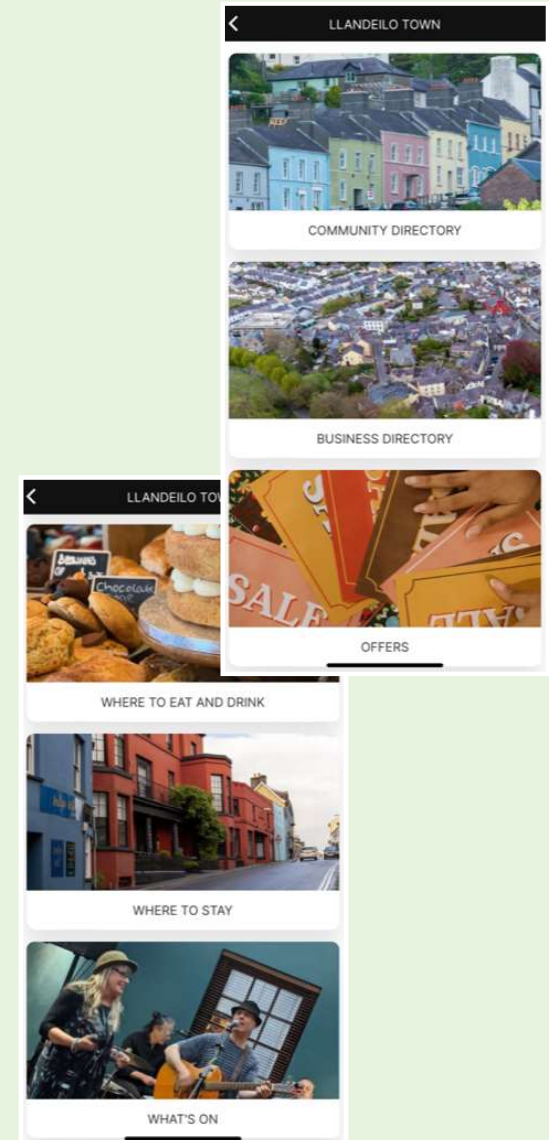 LLANDEILO TOWN
COMMUNITY DIRECTORY
BUSINESS DIRECTORY
SALE
OFFERS
LLANDEILO TOW
Chocolate
WHERE TO EAT AND DRINK
WHERE TO STAY
WHAT'S ON